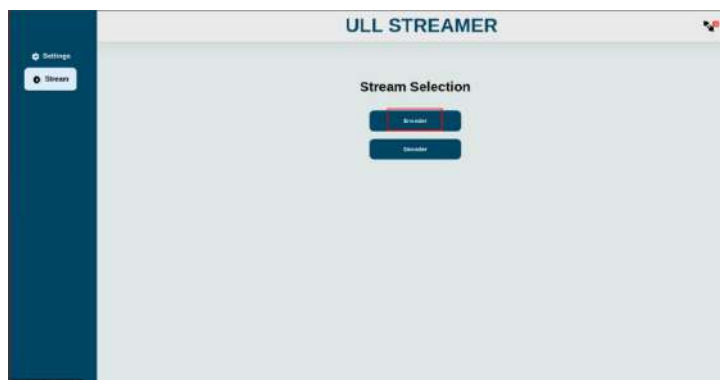 ULL STREAMER
Settings
Stream
Stream Selection
Encoder
Decoder